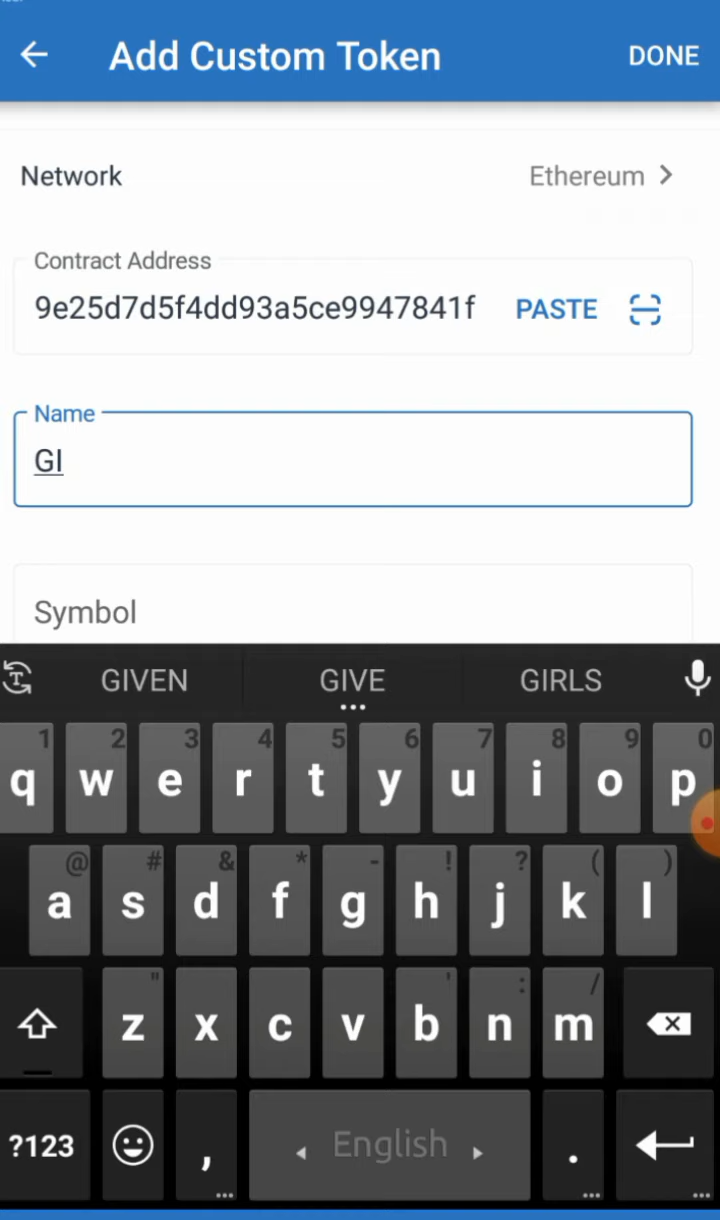 Add Custom Token DONE
Network Ethereum
Contract Address
9e25d7d5f4dd93a5ce9947841f PASTE
Name
GI
Symbol
GIVEN GIVE GIRLS
1 2 3 4 5 6 7 8 9 0
q w e r t y u i o p
@ # & * - ! ? ( )
a s d f g h j k l
" ' : /
z x c v b n m
?123 , English .